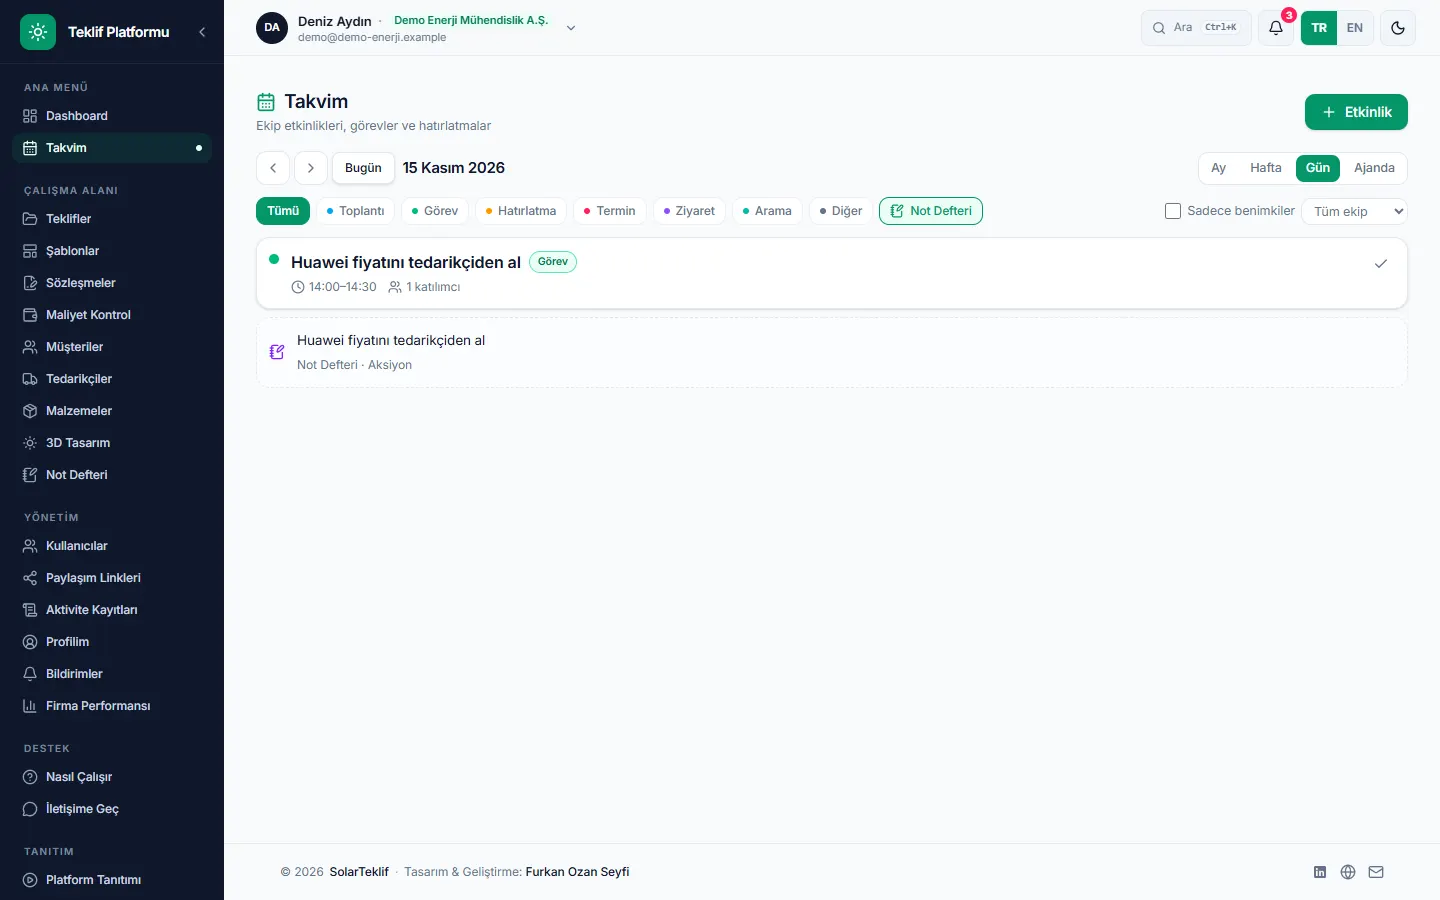 Teklif Platformu
ANA MENÜ
Dashboard
Takvim
ÇALIŞMA ALANI
Teklifler
Şablonlar
Sözleşmeler
Maliyet Kontrol
Müşteriler
Tedarikçiler
Malzemeler
3D Tasarım
Not Defteri
YÖNETİM
Kullanıcılar
Paylaşım Linkleri
Aktivite Kayıtları
Profilim
Bildirimler
Firma Performansı
DESTEK
Nasıl Çalışır
İletişime Geç
TANITIM
Platform Tanıtımı
DA Deniz Aydın · Demo Enerji Mühendislik A.Ş.
demo@demo-enerji.example
Ara Ctrl+K 3 TR EN
Takvim
Ekip etkinlikleri, görevler ve hatırlatmalar
+ Etkinlik
Bugün 15 Kasım 2026
Ay Hafta Gün Ajanda
Tümü Toplantı Görev Hatırlatma Termin Ziyaret Arama Diğer Not Defteri
Sadece benimkiler Tüm ekip
Huawei fiyatını tedarikçiden al Görev
14:00–14:30 1 katılımcı
Huawei fiyatını tedarikçiden al
Not Defteri · Aksiyon
© 2026 SolarTeklif · Tasarım & Geliştirme: Furkan Ozan Seyfi